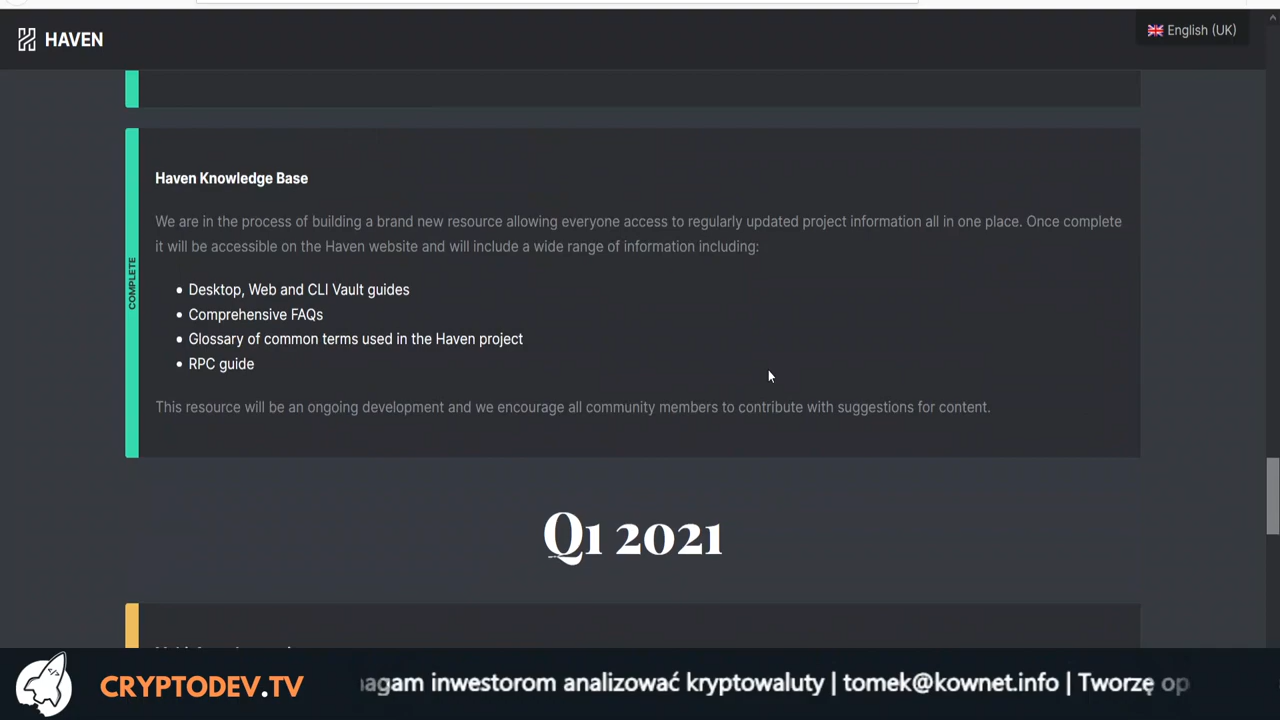 HAVEN
English (UK)
COMPLETE
Haven Knowledge Base
We are in the process of building a brand new resource allowing everyone access to regularly updated project information all in one place. Once complete
it will be accessible on the Haven website and will include a wide range of information including:
• Desktop, Web and CLI Vault guides
• Comprehensive FAQs
• Glossary of common terms used in the Haven project
• RPC guide
This resource will be an ongoing development and we encourage all community members to contribute with suggestions for content.
Q1 2021
CRYPTODEV.TV
agam inwestorom analizować kryptowaluty | tomek@kownet.info | Tworzę op